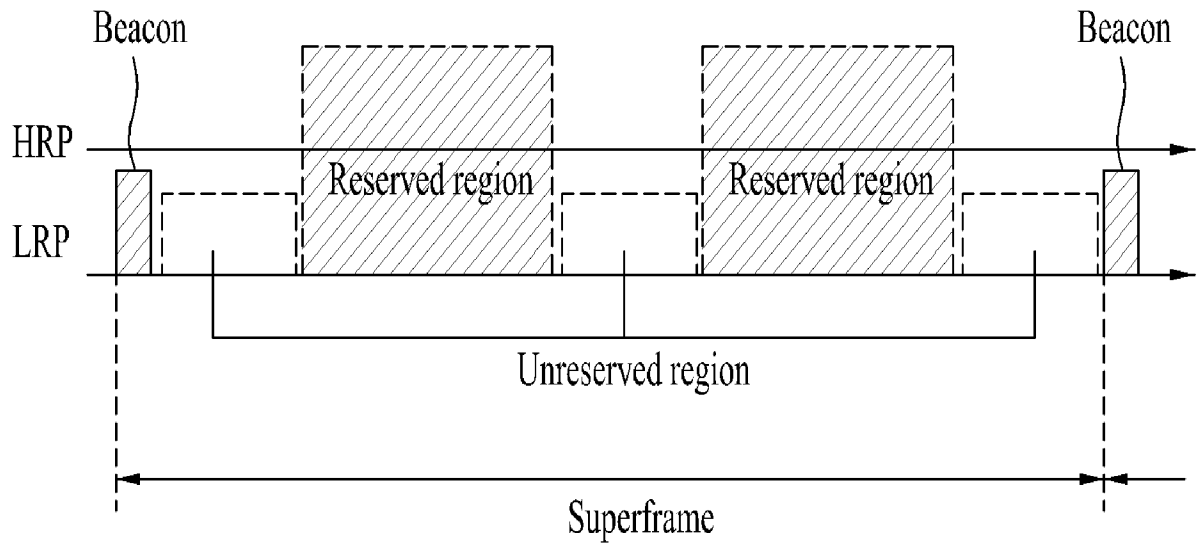 Beacon
Beacon
HRP
Reserved region
Reserved region
LRP
Unreserved region
Superframe